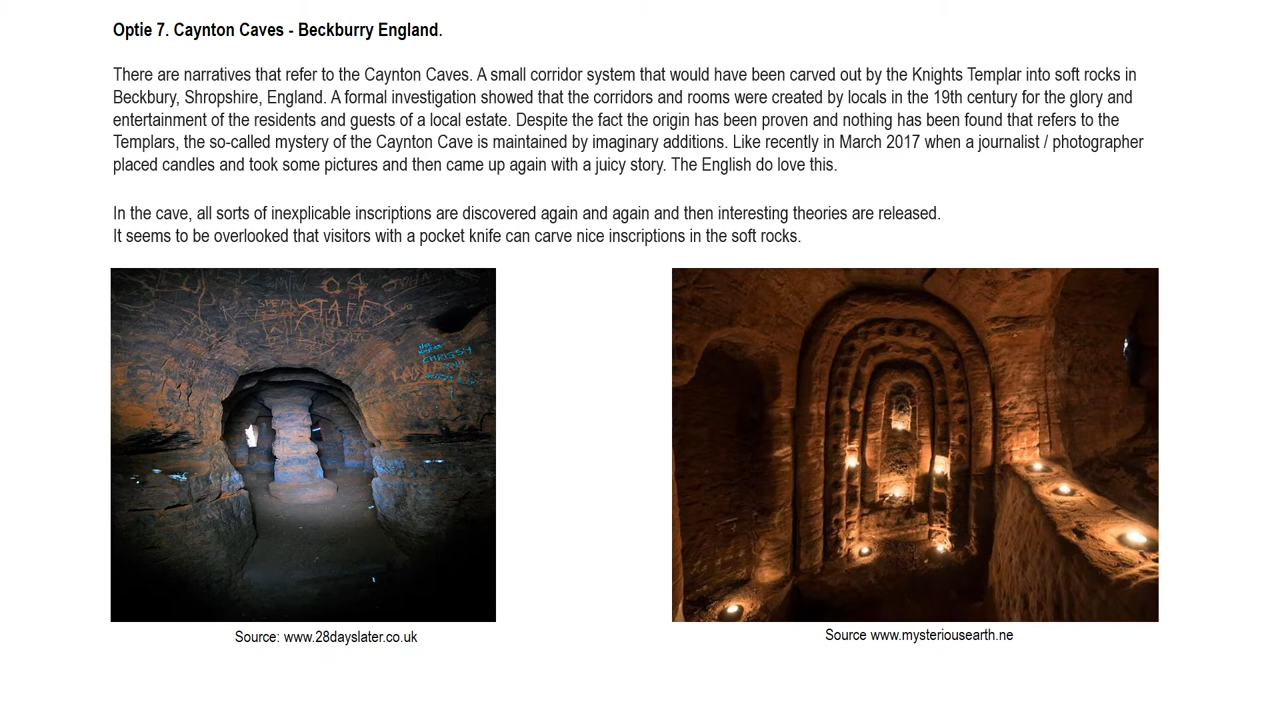 Optie 7. Caynton Caves - Beckburry England.
There are narratives that refer to the Caynton Caves. A small corridor system that would have been carved out by the Knights Templar into soft rocks in
Beckbury, Shropshire, England. A formal investigation showed that the corridors and rooms were created by locals in the 19th century for the glory and
entertainment of the residents and guests of a local estate. Despite the fact the origin has been proven and nothing has been found that refers to the
Templars, the so-called mystery of the Caynton Cave is maintained by imaginary additions. Like recently in March 2017 when a journalist / photographer
placed candles and took some pictures and then came up again with a juicy story. The English do love this.
In the cave, all sorts of inexplicable inscriptions are discovered again and again and then interesting theories are released.
It seems to be overlooked that visitors with a pocket knife can carve nice inscriptions in the soft rocks.
STAFFS
CHRISSY
LADY
Source: www.28dayslater.co.uk
Source www.mysteriousearth.ne